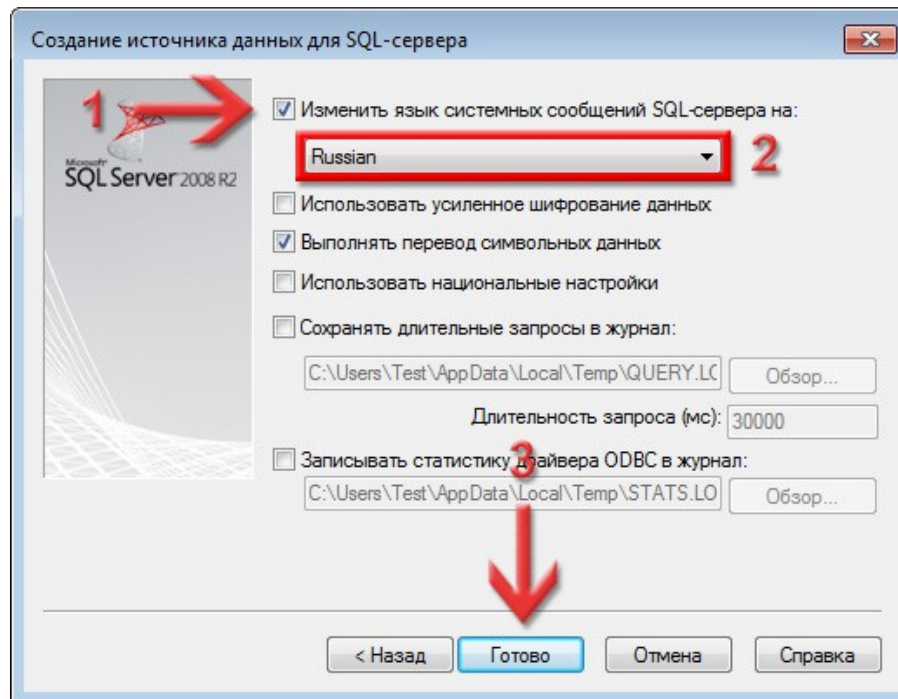 Создание источника данных для SQL-сервера
1
Изменить язык системных сообщений SQL-сервера на:
Microsoft
SQL Server 2008 R2
Russian
2
Использовать усиленное шифрование данных
Выполнять перевод символьных данных
Использовать национальные настройки
Сохранять длительные запросы в журнал:
C:\Users\Test\AppData\Local\Temp\QUERY.LO
Обзор...
Длительность запроса (мс): 30000
3
Записывать статистику драйвера ODBC в журнал:
C:\Users\Test\AppData\Local\Temp\STATS.LO
Обзор...
< Назад
Готово
Отмена
Справка